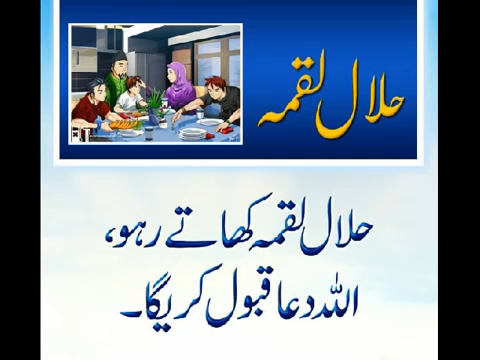 حلال لقمہ
حلال لقمہ کھاتے رہو،
اللہ دعا قبول کریگا۔